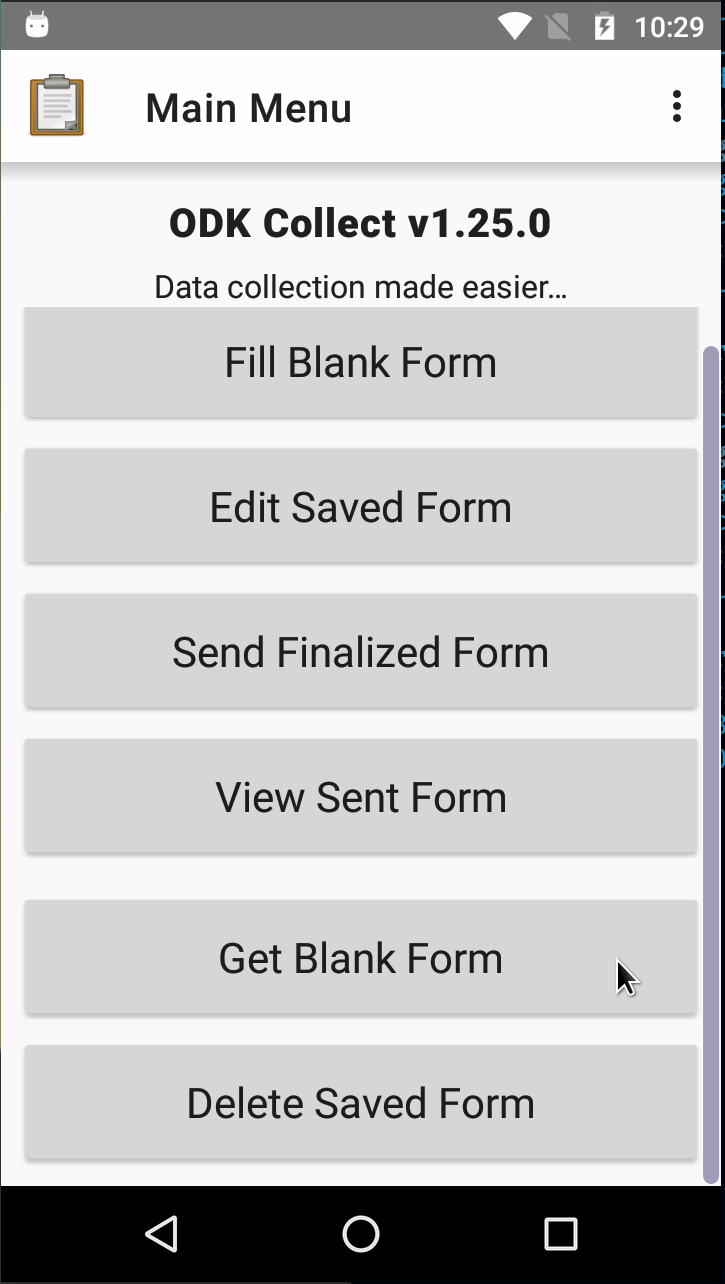 10:29
Main Menu
ODK Collect v1.25.0
Data collection made easier...
Fill Blank Form
Edit Saved Form
Send Finalized Form
View Sent Form
Get Blank Form
Delete Saved Form